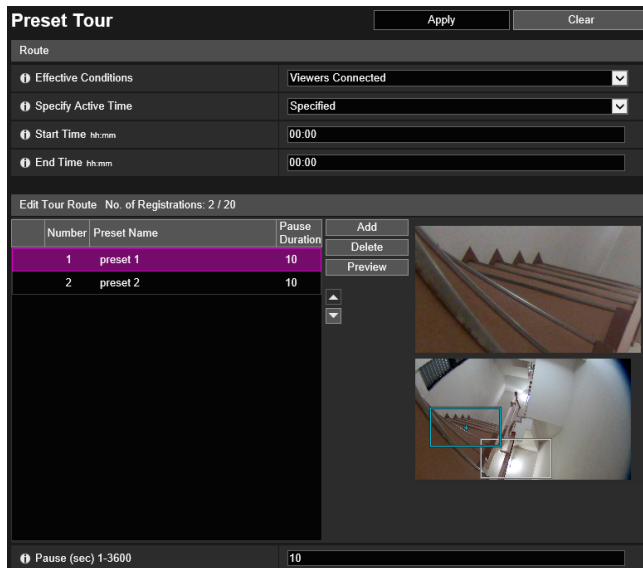 Preset Tour Apply Clear
Route
Effective Conditions Viewers Connected
Specify Active Time Specified
Start Time hh:mm 00:00
End Time hh:mm 00:00
Edit Tour Route No. of Registrations: 2 / 20
Number Preset Name Pause Duration Add
Delete
1 preset 1 10 Preview
2 preset 2 10
Pause (sec) 1-3600 10